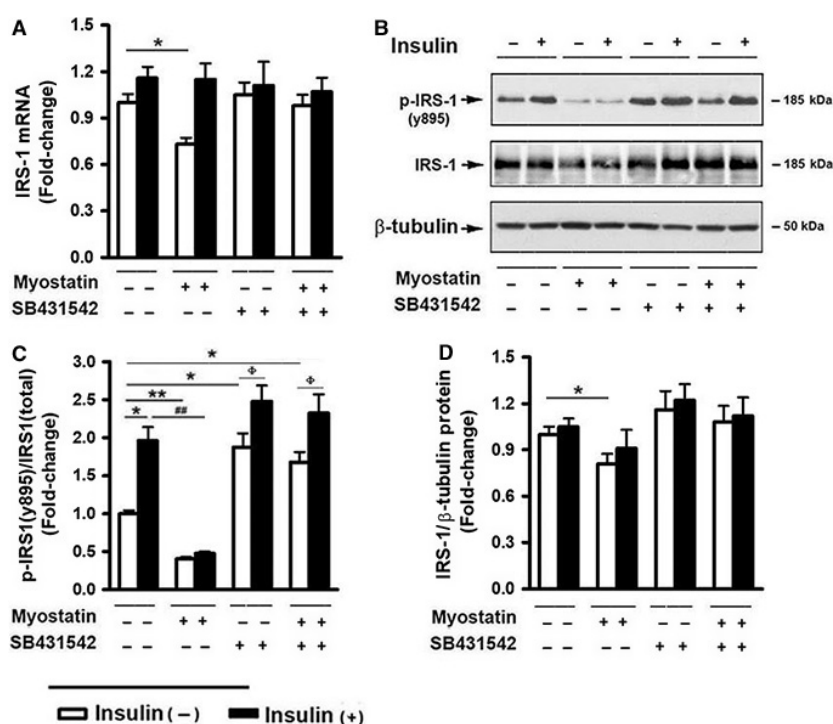 A
IRS-1 mRNA
(Fold-change)
1.5
1.2
0.9
0.6
0.3
0.0
*
Myostatin – – + + – – + +
SB431542 – – – – + + + +
B
Insulin – + – + – + – +
p-IRS-1
(y895)
– 185 kDa
IRS-1
– 185 kDa
β-tubulin
– 50 kDa
Myostatin – – + + – – + +
SB431542 – – – – + + + +
C
p-IRS1(y895)/IRS1(total)
(Fold-change)
3.0
2.5
2.0
1.5
1.0
0.5
0.0
*
*
**
* ##
Φ
Φ
Myostatin – – + + – – + +
SB431542 – – – – + + + +
D
IRS-1/β-tubulin protein
(Fold-change)
1.5
1.2
0.9
0.6
0.3
0.0
*
Myostatin – – + + – – + +
SB431542 – – – – + + + +
Insulin (–) Insulin (+)